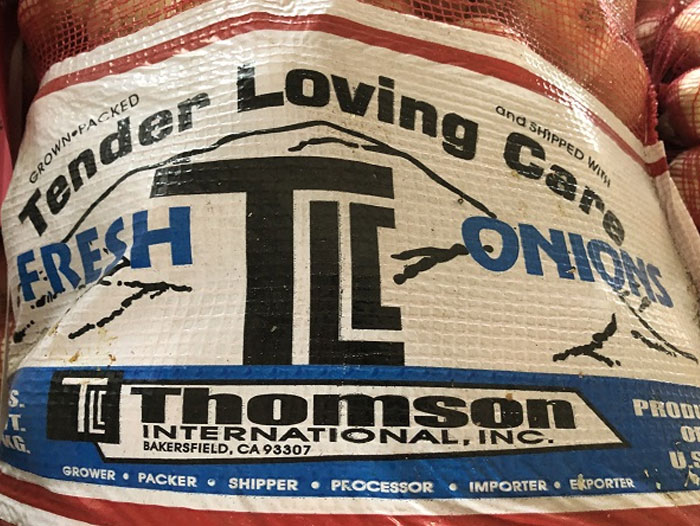 GROWN•PACKED and SHIPPED WITH
Tender Loving Care
FRESH TLC ONIONS
TLC Thomson
INTERNATIONAL, INC.
BAKERSFIELD, CA 93307
GROWER • PACKER • SHIPPER • PROCESSOR • IMPORTER • EXPORTER